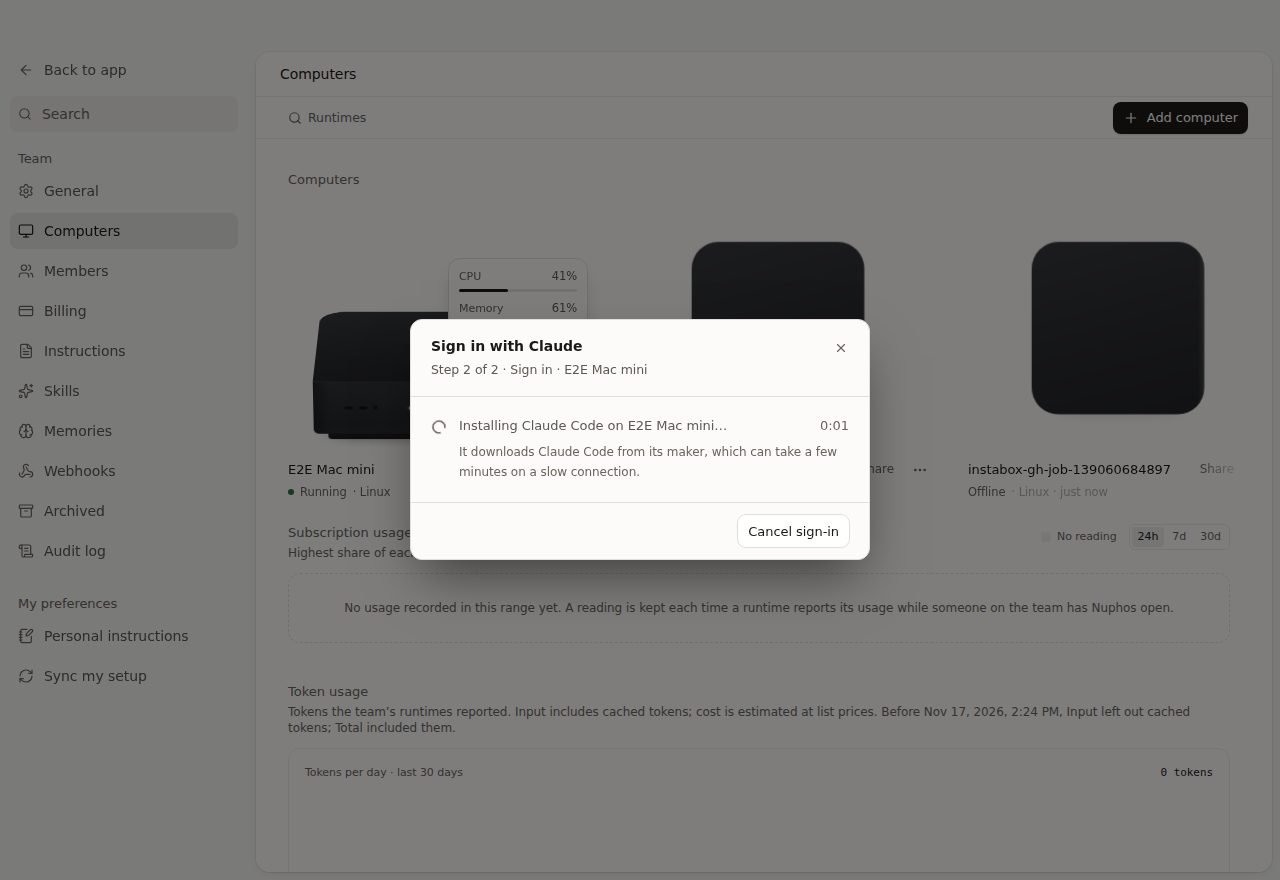 Back to app
Search
Team
General
Computers
Members
Billing
Instructions
Skills
Memories
Webhooks
Archived
Audit log
My preferences
Personal instructions
Sync my setup
Computers
Runtimes
Add computer
Computers
CPU 41%
Memory 61%
E2E Mac mini
Running · Linux
instabox-gh-job-139060684897 Share
Offline · Linux · just now
Sign in with Claude
Step 2 of 2 · Sign in · E2E Mac mini
Installing Claude Code on E2E Mac mini… 0:01
It downloads Claude Code from its maker, which can take a few
minutes on a slow connection.
Cancel sign-in
Subscription usage
Highest share of
No reading 24h 7d 30d
No usage recorded in this range yet. A reading is kept each time a runtime reports its usage while someone on the team has Nuphos open.
Token usage
Tokens the team’s runtimes reported. Input includes cached tokens; cost is estimated at list prices. Before Nov 17, 2026, 2:24 PM, Input left out cached
tokens; Total included them.
Tokens per day · last 30 days 0 tokens